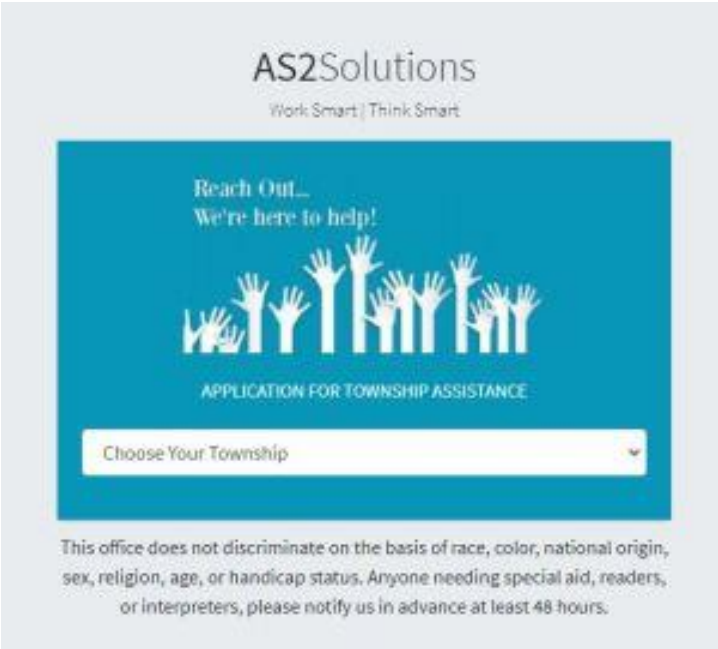 AS2Solutions
Work Smart | Think Smart
Reach Out...
We're here to help!
APPLICATION FOR TOWNSHIP ASSISTANCE
Choose Your Township
This office does not discriminate on the basis of race, color, national origin,
sex, religion, age, or handicap status. Anyone needing special aid, readers,
or interpreters, please notify us in advance at least 48 hours.